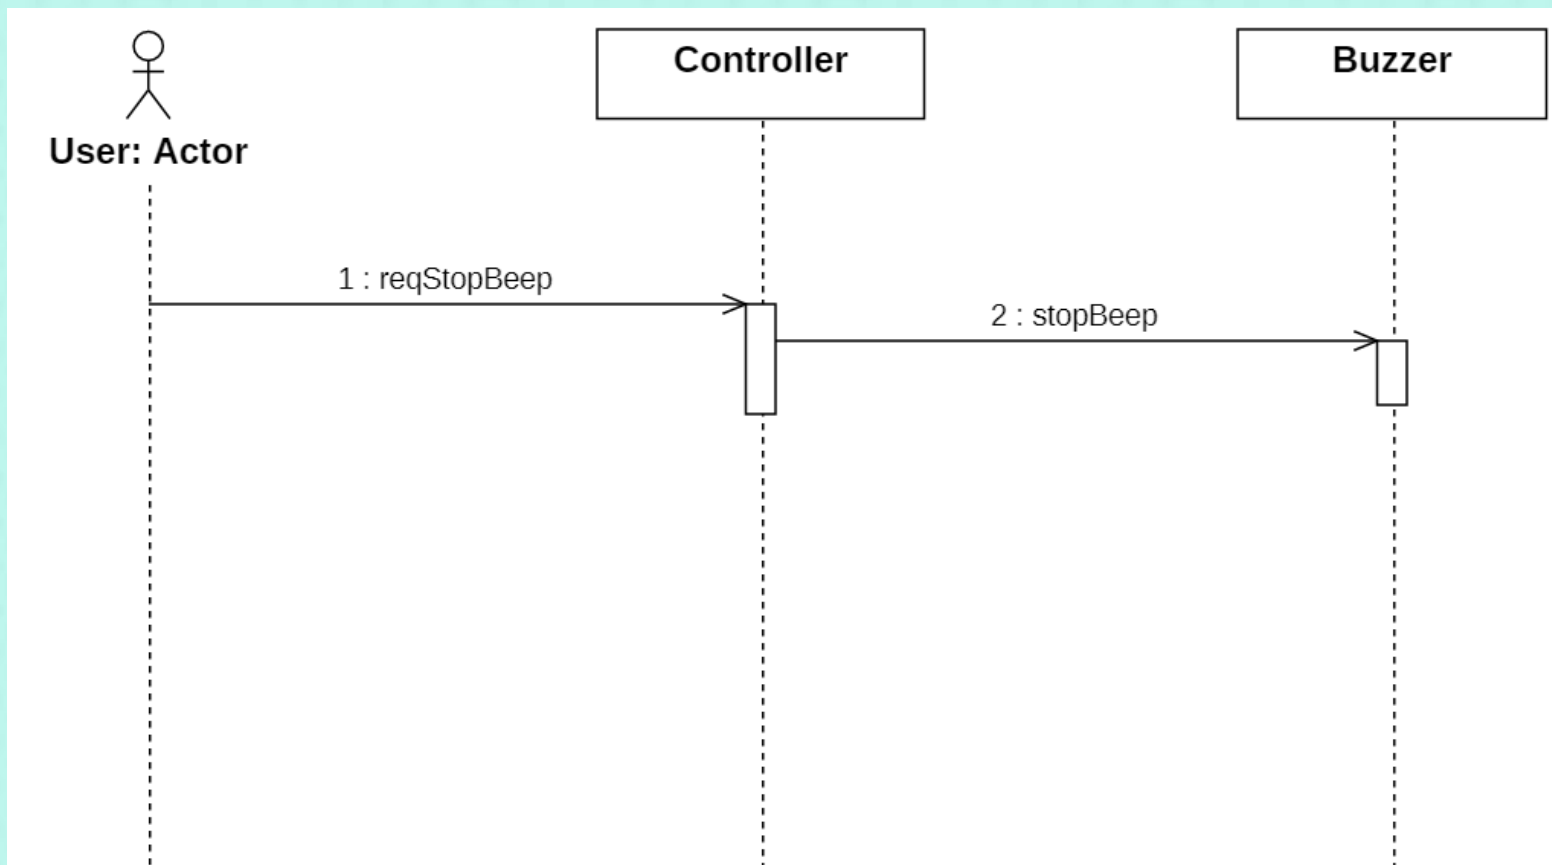 Controller
Buzzer
User: Actor
1 : reqStopBeep
2 : stopBeep